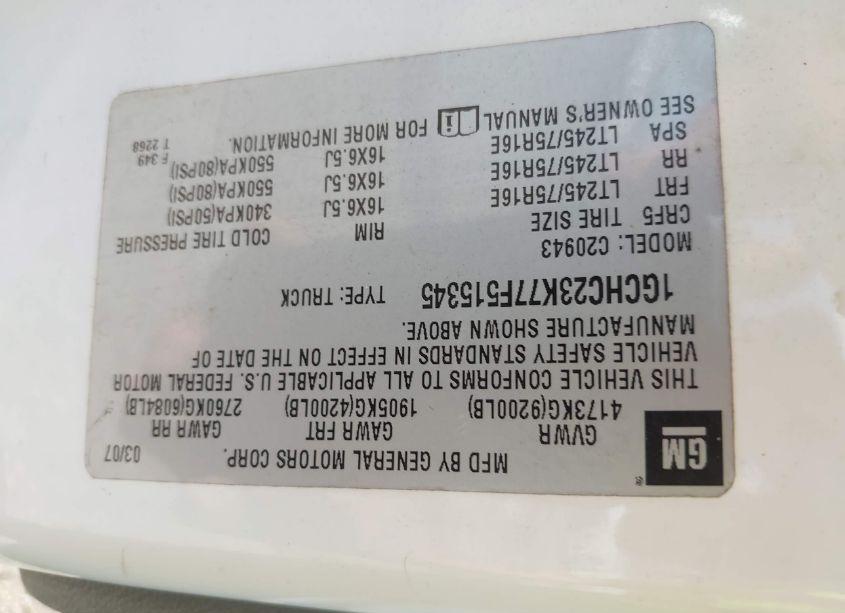 MFD BY GENERAL MOTORS CORP. 03/07
GM
GVWR GAWR FRT GAWR RR
4173KG(9200LB) 1905KG(4200LB) 2760KG(6084LB)
THIS VEHICLE CONFORMS TO ALL APPLICABLE U.S. FEDERAL MOTOR
VEHICLE SAFETY STANDARDS IN EFFECT ON THE DATE OF
MANUFACTURE SHOWN ABOVE.
1GCHC23K77F515345 TYPE: TRUCK
MODEL: C20943
CRF5 TIRE SIZE RIM COLD TIRE PRESSURE
FRT LT245/75R16E 16X6.5J 340KPA(50PSI)
RR LT245/75R16E 16X6.5J 550KPA(80PSI)
SPA LT245/75R16E 16X6.5J 550KPA(80PSI)
SEE OWNER'S MANUAL i FOR MORE INFORMATION.
F 349
T 2268